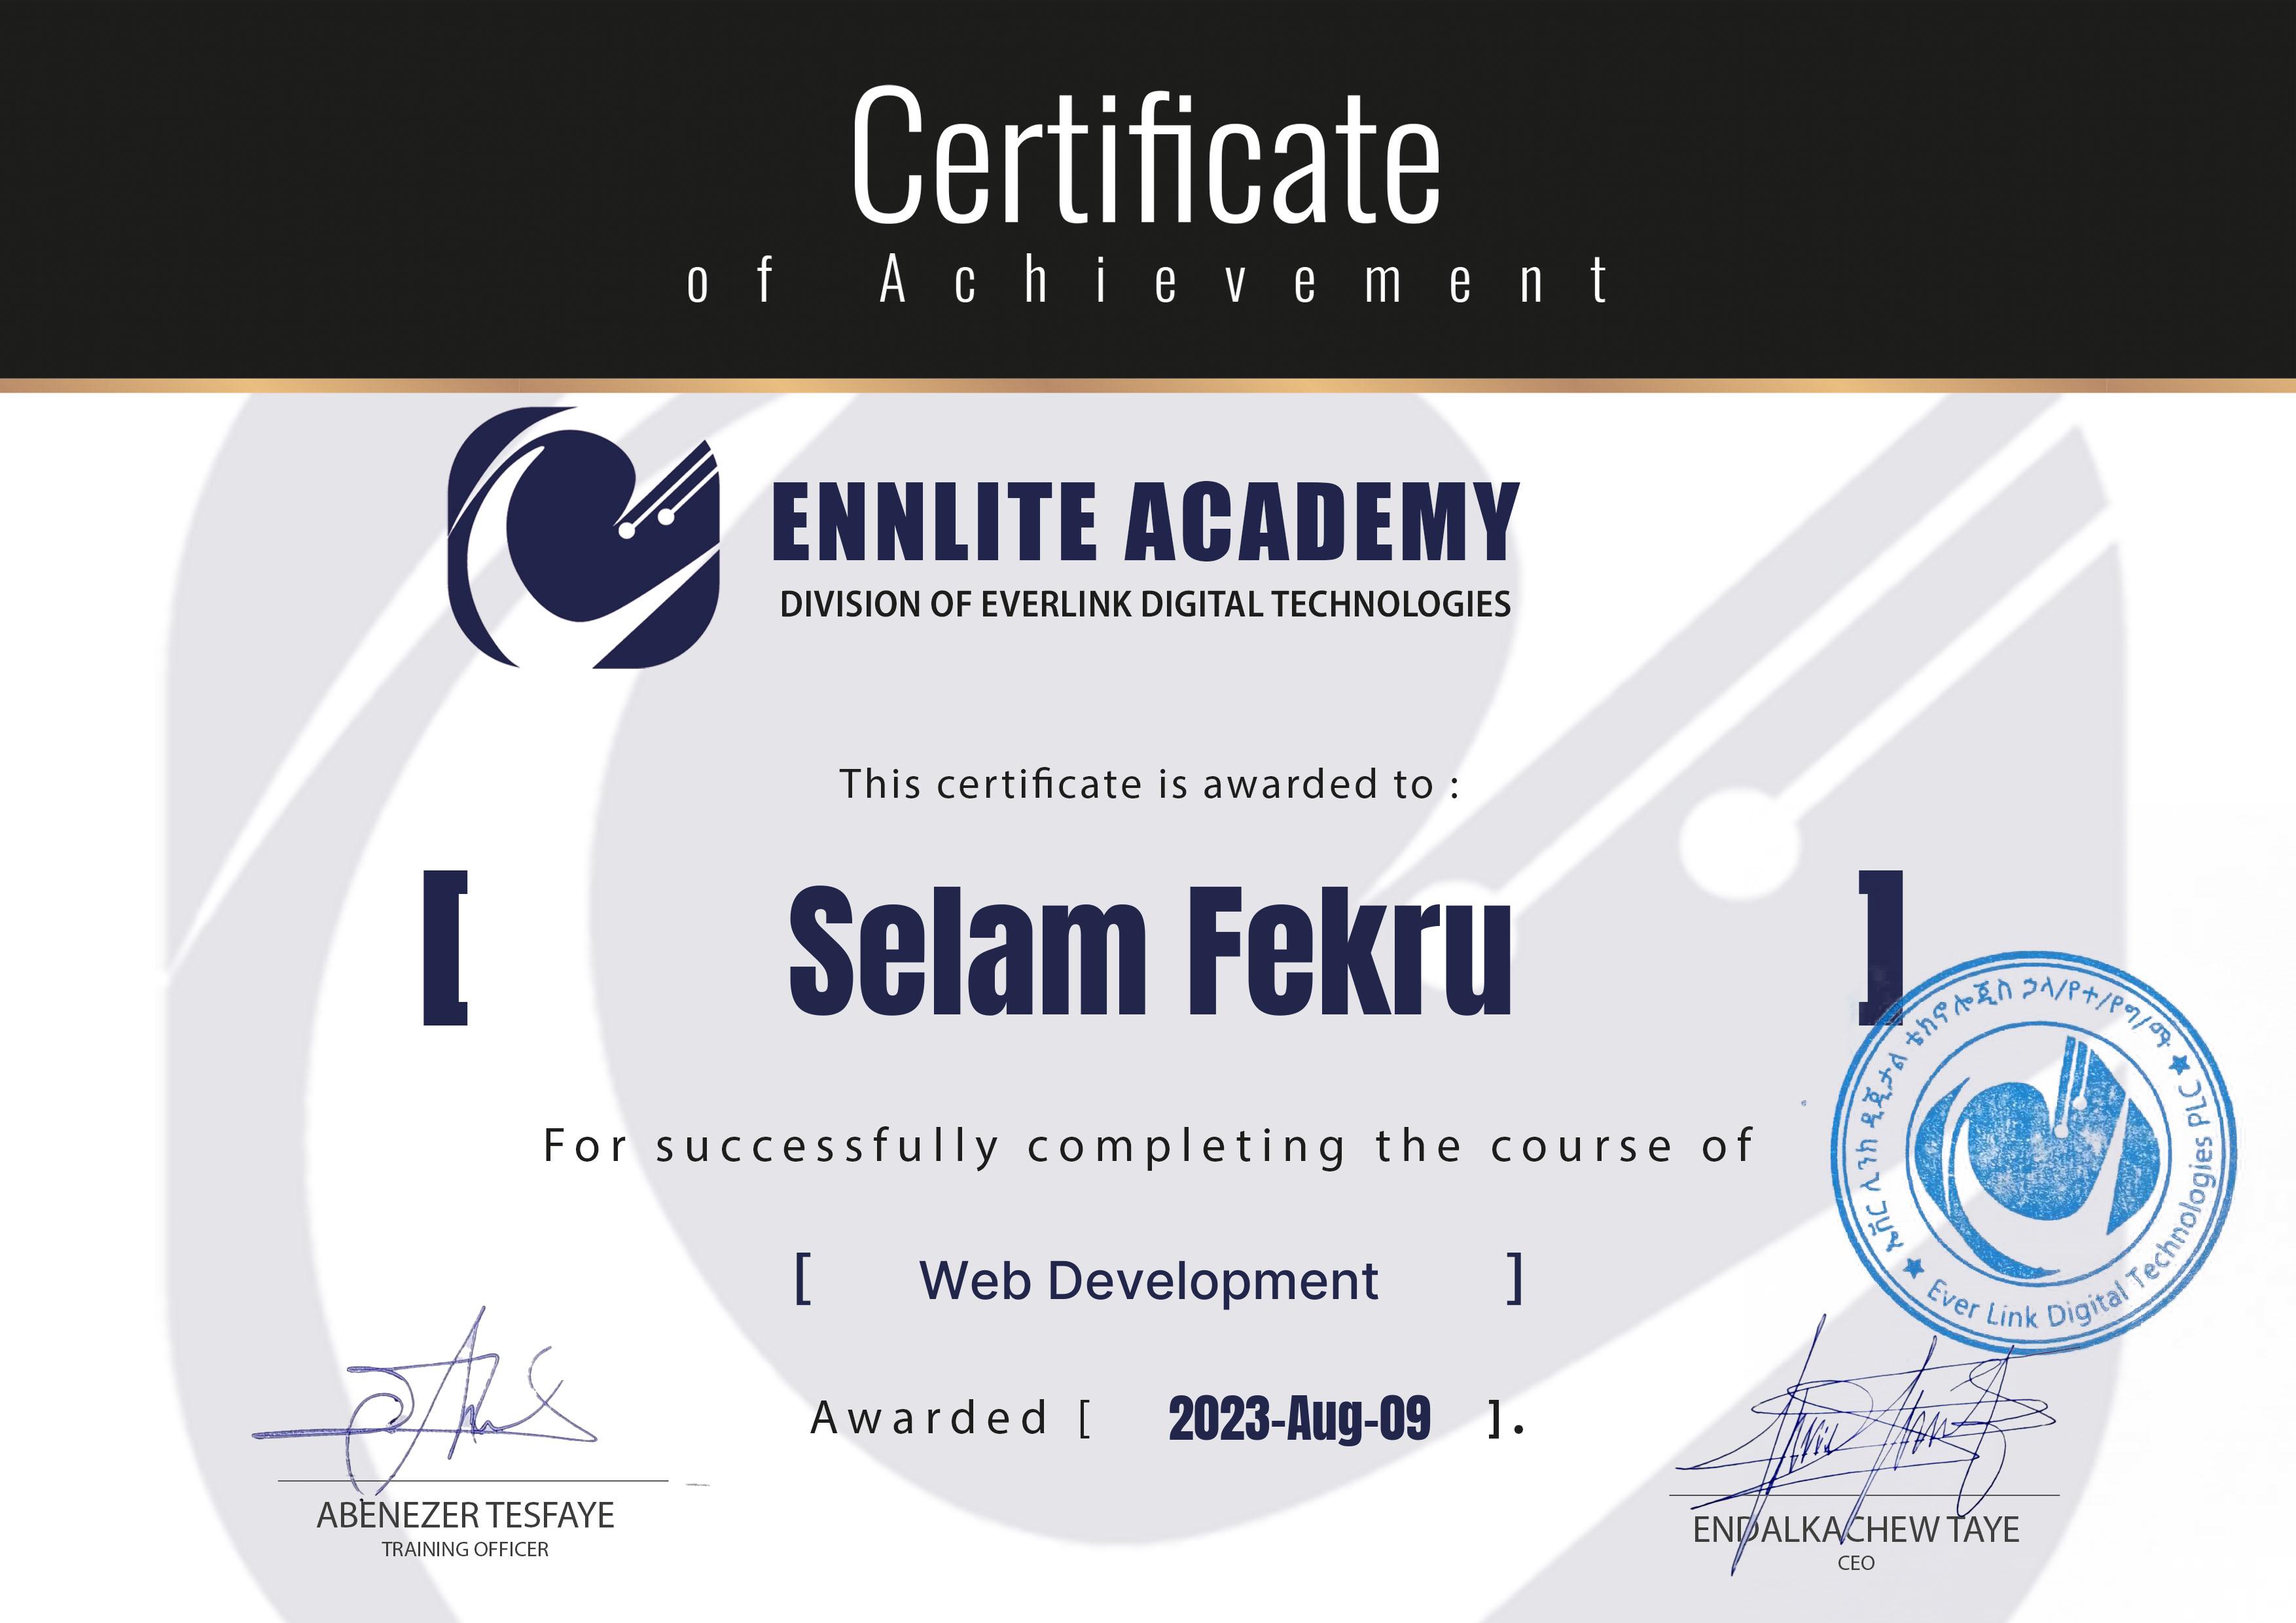 Certificate
of Achievement
ENNLITE ACADEMY
DIVISION OF EVERLINK DIGITAL TECHNOLOGIES
This certificate is awarded to :
[ Selam Fekru ]
For successfully completing the course of
[ Web Development ]
Awarded [ 2023-Aug-09 ].
ABENEZER TESFAYE
TRAINING OFFICER
ENDALKACHEW TAYE
CEO
ኤቨር ሊንክ ዲጂታል ቴክኖሎጂስ ኃላ/የተ/የግ/ማ
Ever Link Digital Technologies PLC